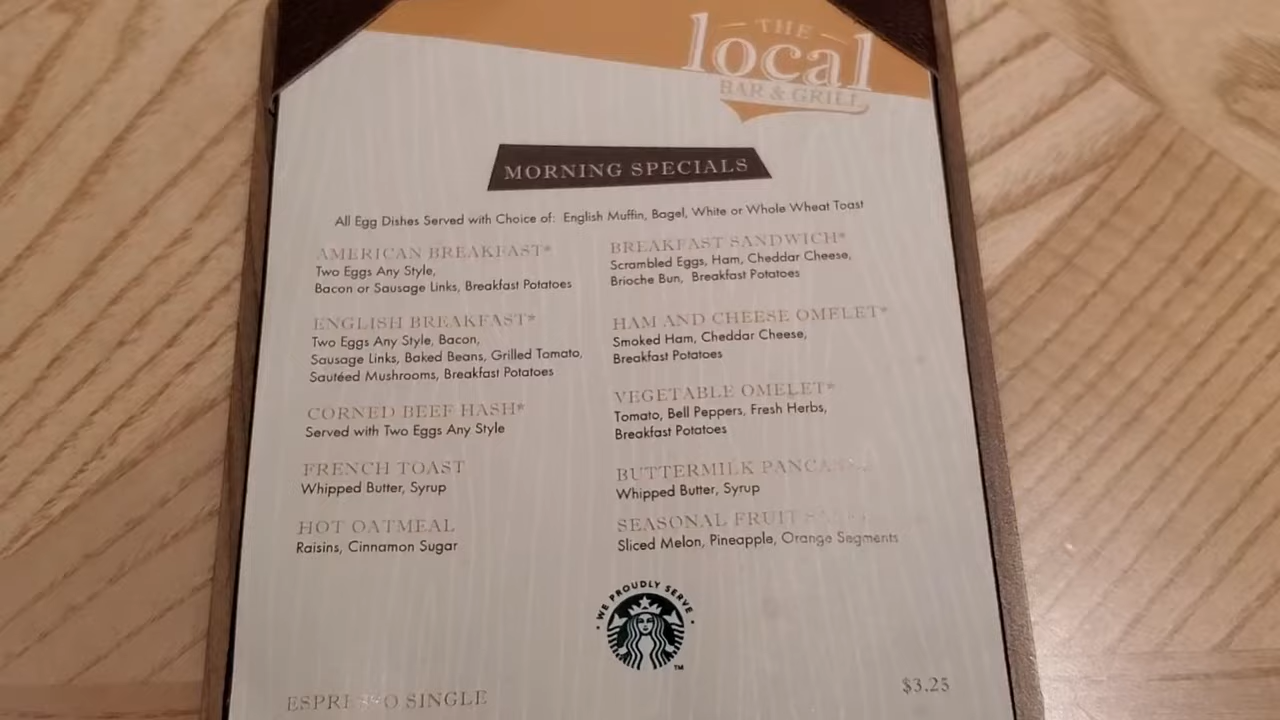 THE
local
BAR & GRILL
MORNING SPECIALS
All Egg Dishes Served with Choice of: English Muffin, Bagel, White or Whole Wheat Toast
AMERICAN BREAKFAST*
Two Eggs Any Style,
Bacon or Sausage Links, Breakfast Potatoes
ENGLISH BREAKFAST*
Two Eggs Any Style, Bacon,
Sausage Links, Baked Beans, Grilled Tomato,
Sautéed Mushrooms, Breakfast Potatoes
CORNED BEEF HASH*
Served with Two Eggs Any Style
FRENCH TOAST
Whipped Butter, Syrup
HOT OATMEAL
Raisins, Cinnamon Sugar
BREAKFAST SANDWICH*
Scrambled Eggs, Ham, Cheddar Cheese,
Brioche Bun, Breakfast Potatoes
HAM AND CHEESE OMELET*
Smoked Ham, Cheddar Cheese,
Breakfast Potatoes
VEGETABLE OMELET*
Tomato, Bell Peppers, Fresh Herbs,
Breakfast Potatoes
BUTTERMILK
Whipped Butter, Syrup
SEASONAL FRUIT
Sliced Melon, Pineapple, Orange Segments
WE PROUDLY SERVE
TM
ESPRESSO SINGLE $3.25